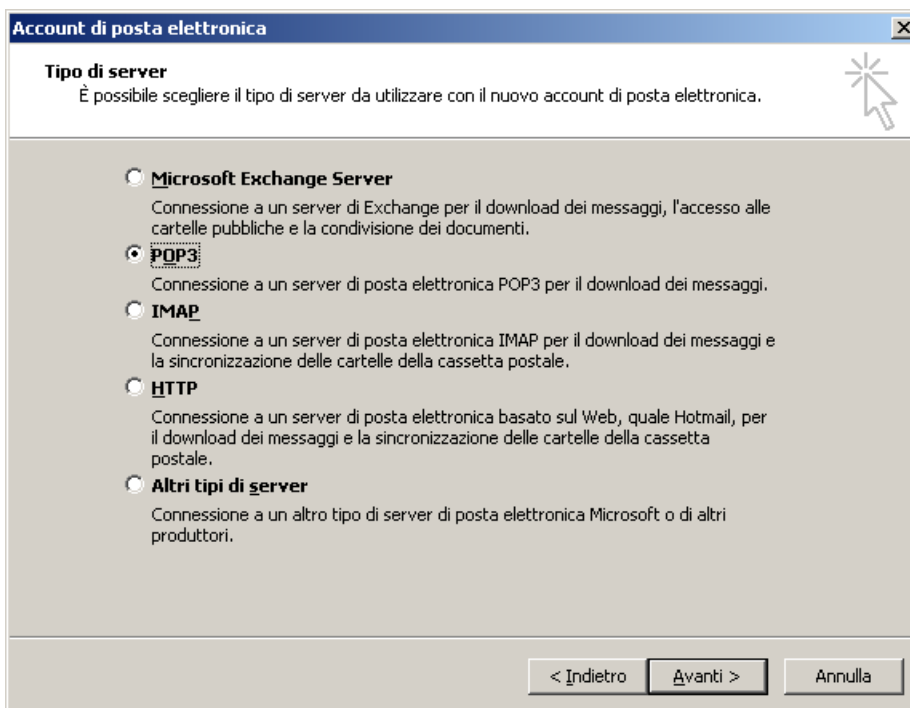 Account di posta elettronica
Tipo di server
È possibile scegliere il tipo di server da utilizzare con il nuovo account di posta elettronica.
Microsoft Exchange Server
Connessione a un server di Exchange per il download dei messaggi, l'accesso alle
cartelle pubbliche e la condivisione dei documenti.
POP3
Connessione a un server di posta elettronica POP3 per il download dei messaggi.
IMAP
Connessione a un server di posta elettronica IMAP per il download dei messaggi e
la sincronizzazione delle cartelle della cassetta postale.
HTTP
Connessione a un server di posta elettronica basato sul Web, quale Hotmail, per
il download dei messaggi e la sincronizzazione delle cartelle della cassetta
postale.
Altri tipi di server
Connessione a un altro tipo di server di posta elettronica Microsoft o di altri
produttori.
< Indietro
Avanti >
Annulla